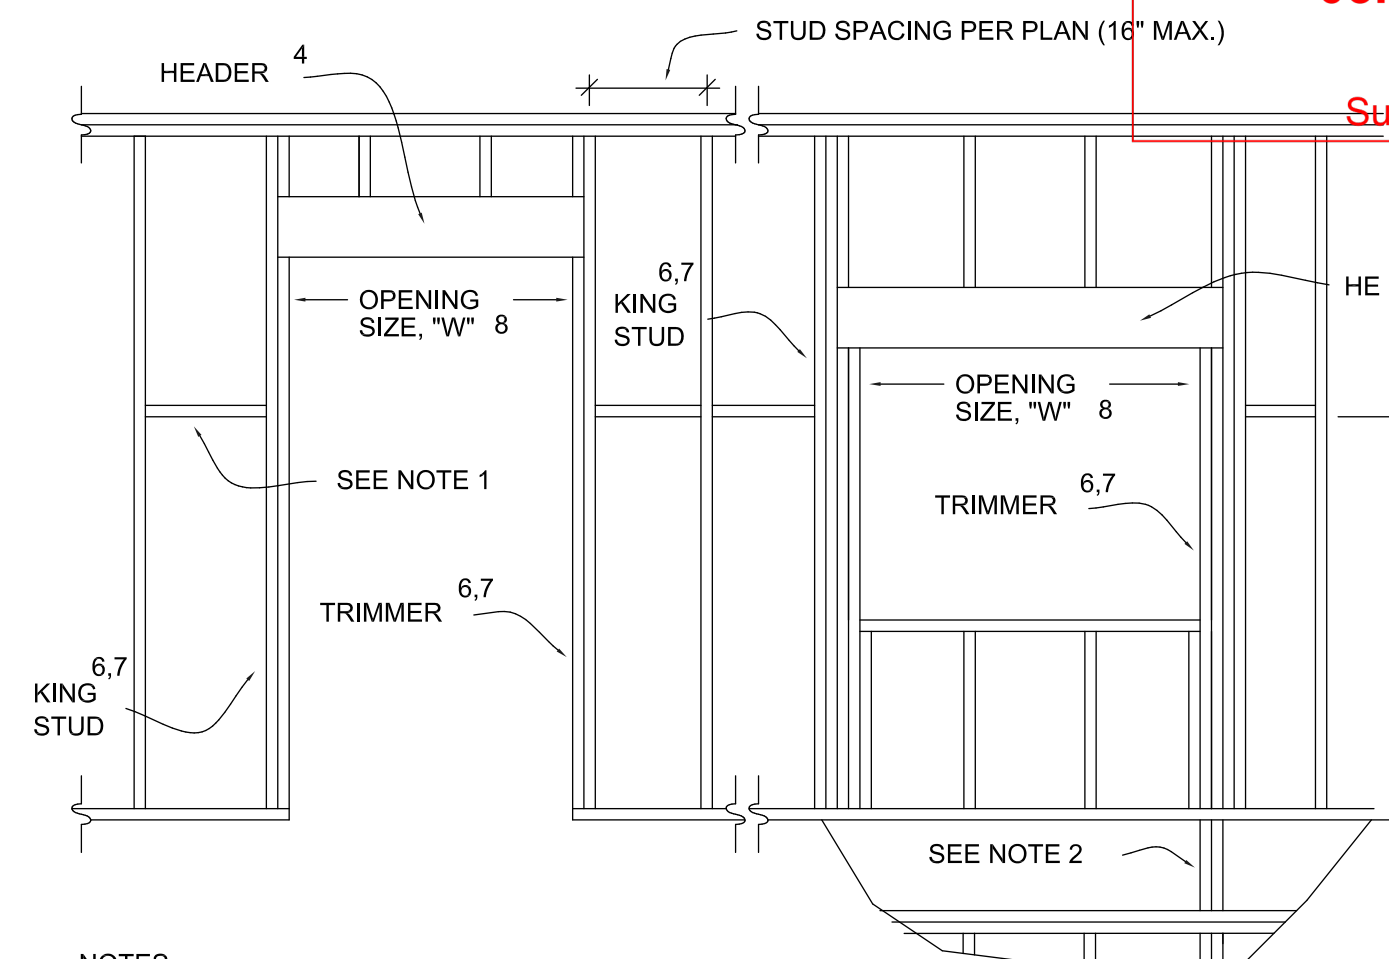 STUD SPACING PER PLAN (16" MAX.)
HEADER 4
Su
6,7
KING
STUD
HE
OPENING
SIZE, "W" 8
OPENING
SIZE, "W" 8
SEE NOTE 1
TRIMMER 6,7
TRIMMER 6,7
6,7
KING
STUD
SEE NOTE 2
NOTES